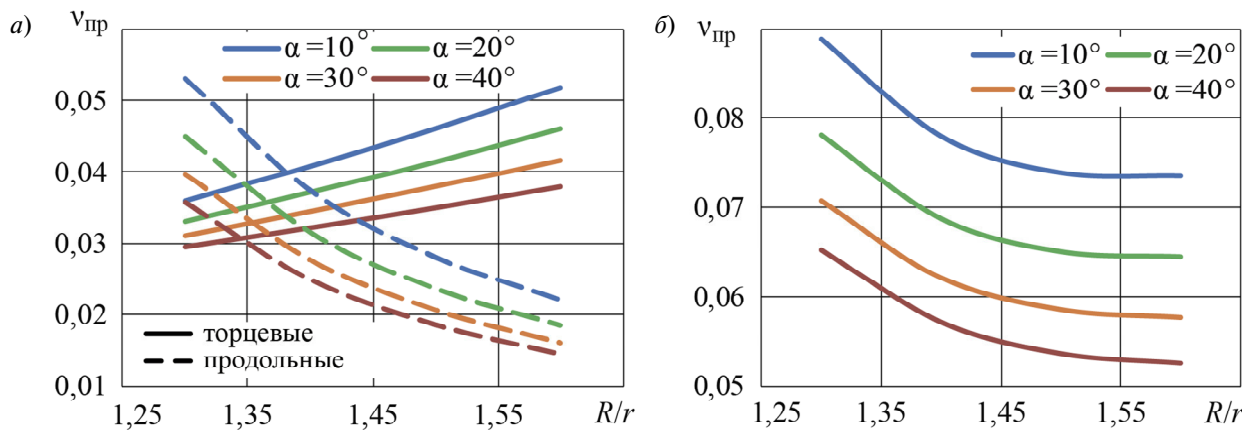 а)
νпр
α =10° α =20°
α =30° α =40°
0,05
0,04
0,03
0,02
0,01
торцевые
продольные
1,25 1,35 1,45 1,55 R/r
б)
νпр
α =10° α =20°
α =30° α =40°
0,08
0,07
0,06
0,05
1,25 1,35 1,45 1,55 R/r